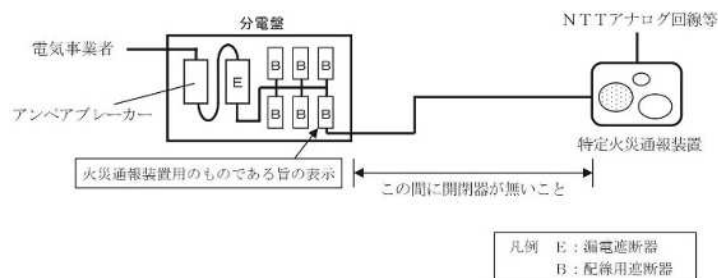 分電盤
NTTアナログ回線等
電気事業者
B B B
E
アンペアブレーカー
B B B
特定火災通報装置
火災通報装置用のものである旨の表示
この間に開閉器が無いこと
凡例 E：漏電遮断器
B：配線用遮断器